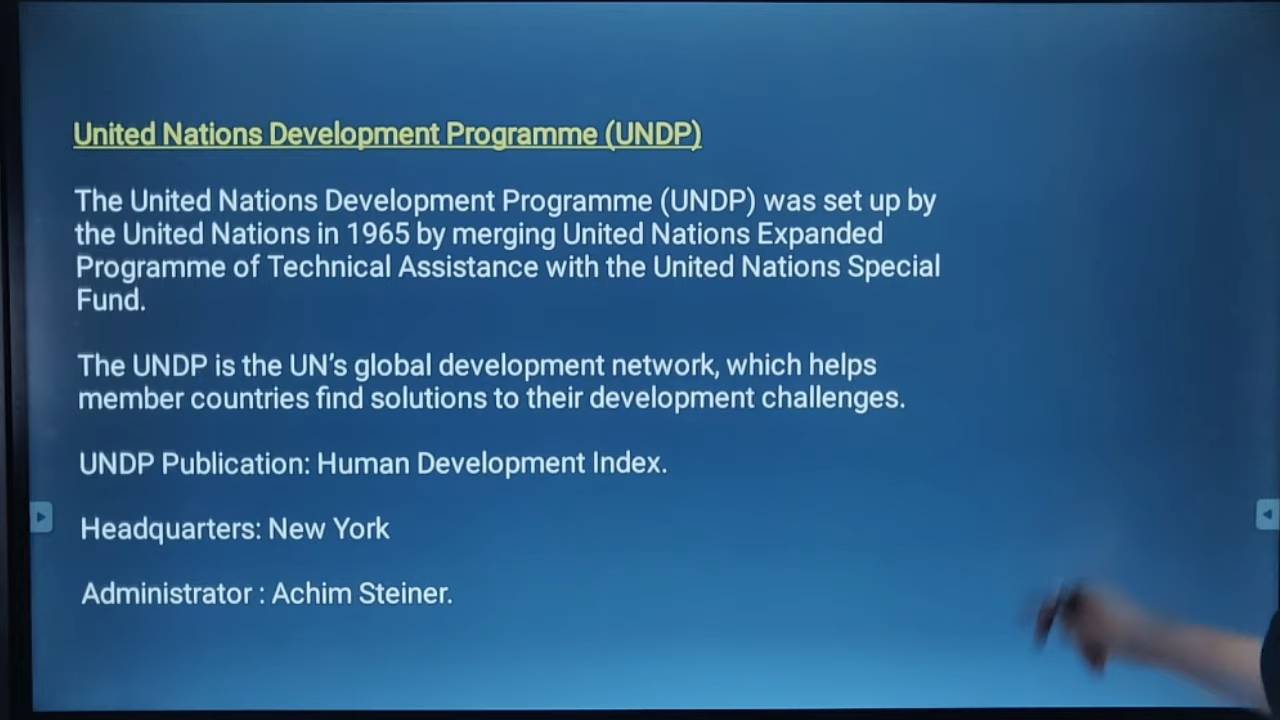 United Nations Development Programme (UNDP)
The United Nations Development Programme (UNDP) was set up by
the United Nations in 1965 by merging United Nations Expanded
Programme of Technical Assistance with the United Nations Special
Fund.
The UNDP is the UN’s global development network, which helps
member countries find solutions to their development challenges.
UNDP Publication: Human Development Index.
Headquarters: New York
Administrator : Achim Steiner.